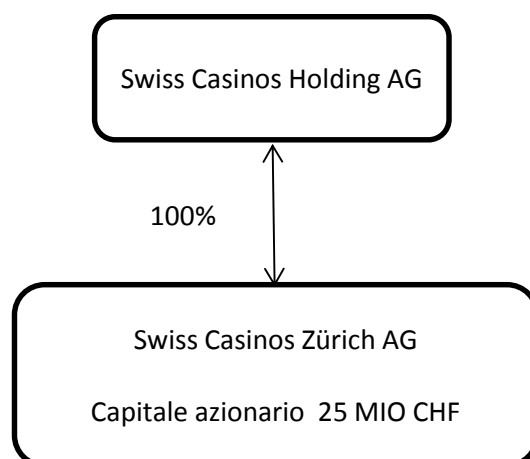 Swiss Casinos Holding AG
100%
Swiss Casinos Zürich AG
Capitale azionario 25 MIO CHF